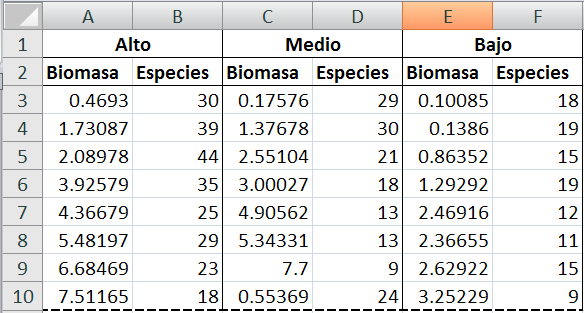 A B C D E F
1 Alto Medio Bajo
2 Biomasa Especies Biomasa Especies Biomasa Especies
3 0.4693 30 0.17576 29 0.10085 18
4 1.73087 39 1.37678 30 0.1386 19
5 2.08978 44 2.55104 21 0.86352 15
6 3.92579 35 3.00027 18 1.29292 19
7 4.36679 25 4.90562 13 2.46916 12
8 5.48197 29 5.34331 13 2.36655 11
9 6.68469 23 7.7 9 2.62922 15
10 7.51165 18 0.55369 24 3.25229 9